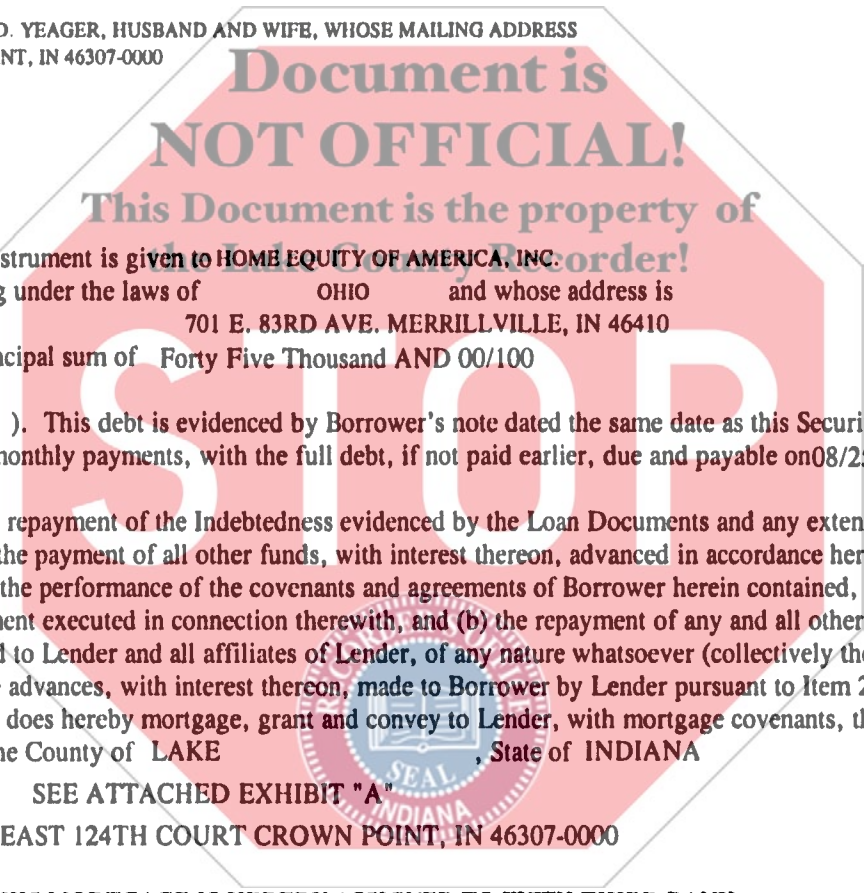 D. YEAGER, HUSBAND AND WIFE, WHOSE MAILING ADDRESS
NT, IN 46307-0000
Document is
NOT OFFICIAL!
This Document is the property of
the Lake County Recorder!
strument is given to HOME EQUITY OF AMERICA, INC.
g under the laws of OHIO and whose address is
701 E. 83RD AVE. MERRILLVILLE, IN 46410
ncipal sum of Forty Five Thousand AND 00/100
). This debt is evidenced by Borrower's note dated the same date as this Securi
monthly payments, with the full debt, if not paid earlier, due and payable on08/2
STOP
repayment of the Indebtedness evidenced by the Loan Documents and any exten
the payment of all other funds, with interest thereon, advanced in accordance her
the performance of the covenants and agreements of Borrower herein contained,
ent executed in connection therewith, and (b) the repayment of any and all other
d to Lender and all affiliates of Lender, of any nature whatsoever (collectively the
advances, with interest thereon, made to Borrower by Lender pursuant to Item 2
does hereby mortgage, grant and convey to Lender, with mortgage covenants, th
ne County of LAKE , State of INDIANA
SEAL
INDIANA
SEE ATTACHED EXHIBIT "A"
EAST 124TH COURT CROWN POINT, IN 46307-0000